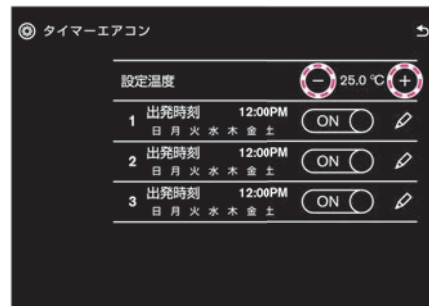 タイマーエアコン
設定温度 − 25.0 ℃ +
1 出発時刻 12:00PM ON
日 月 火 水 木 金 土
2 出発時刻 12:00PM ON
日 月 火 水 木 金 土
3 出発時刻 12:00PM ON
日 月 火 水 木 金 土